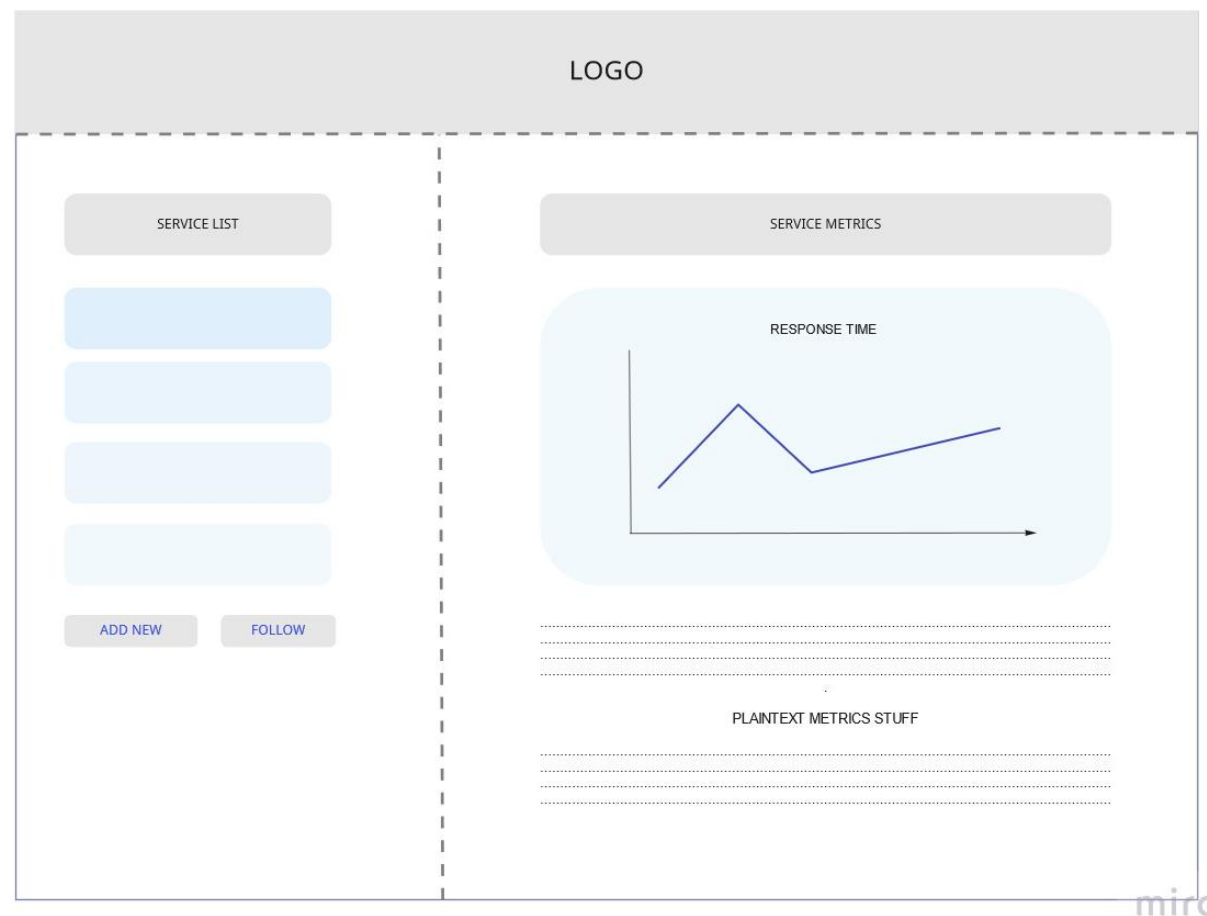 LOGO
SERVICE LIST
ADD NEW
FOLLOW
SERVICE METRICS
RESPONSE TIME
PLAINTEXT METRICS STUFF